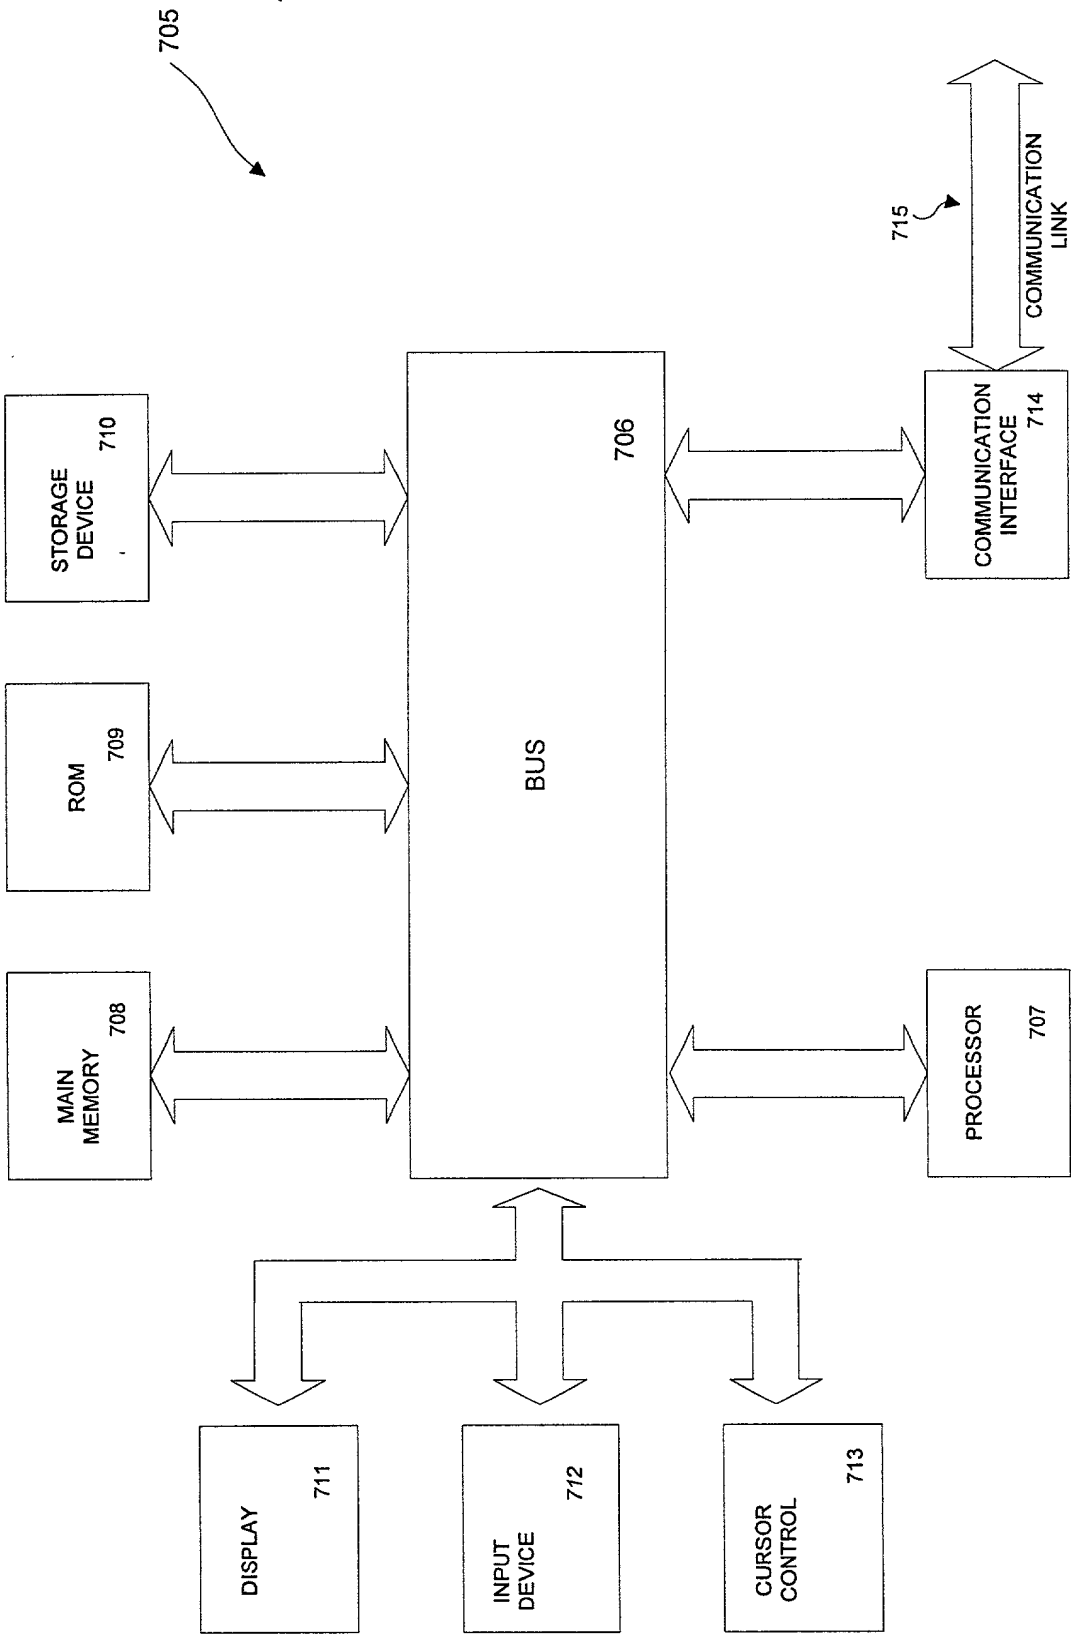 705
MAIN
MEMORY
708
ROM
709
STORAGE
DEVICE
710
DISPLAY
711
INPUT
DEVICE
712
CURSOR
CONTROL
713
BUS
706
PROCESSOR
707
COMMUNICATION
INTERFACE
714
715
COMMUNICATION
LINK